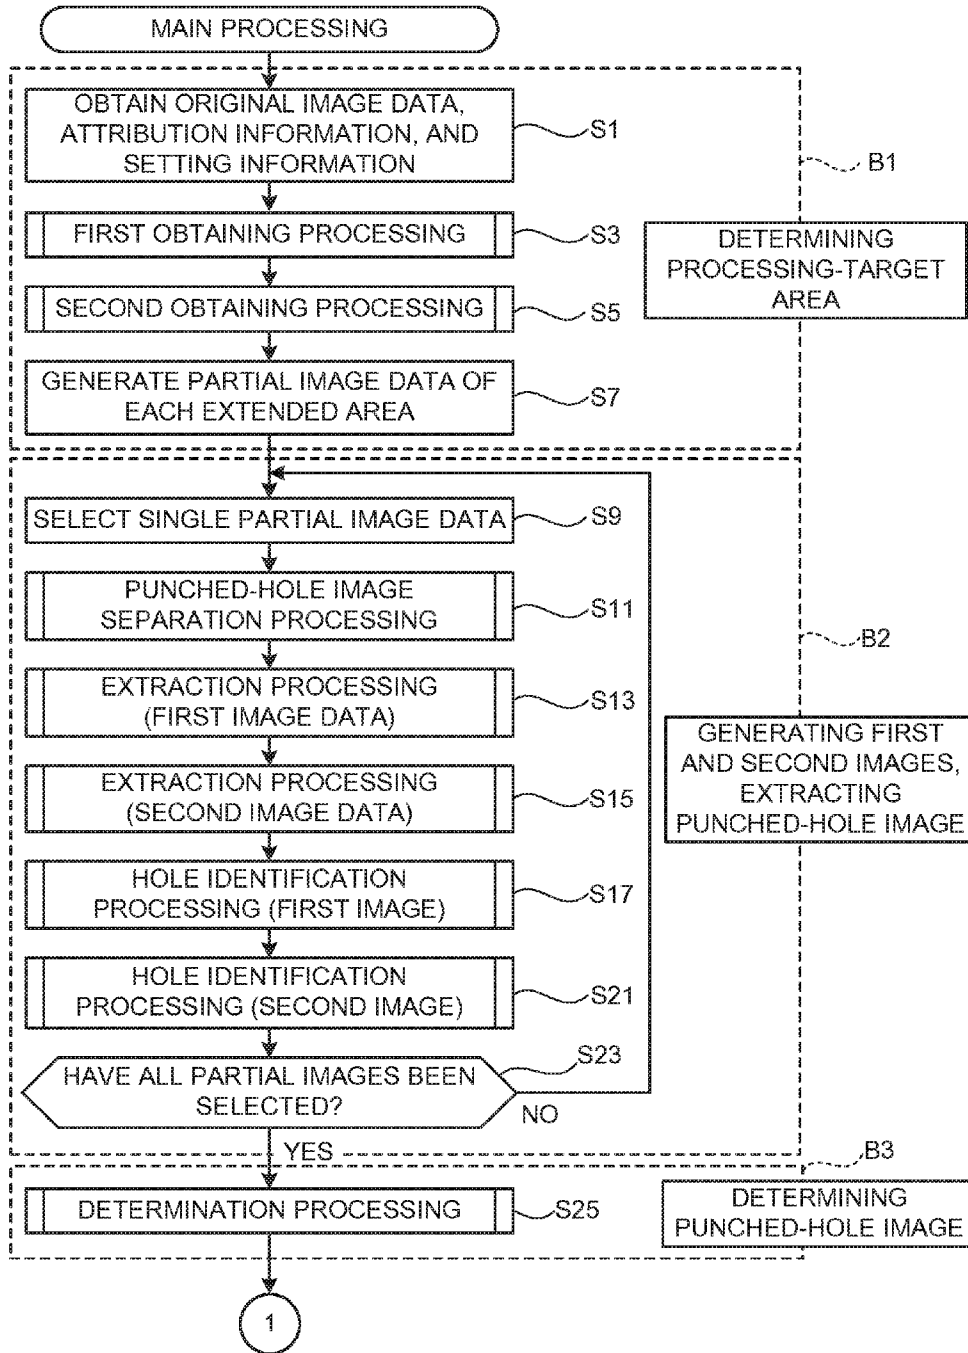 MAIN PROCESSING
OBTAIN ORIGINAL IMAGE DATA,
ATTRIBUTION INFORMATION, AND
SETTING INFORMATION
S1
B1
FIRST OBTAINING PROCESSING
S3
DETERMINING
PROCESSING-TARGET
AREA
SECOND OBTAINING PROCESSING
S5
GENERATE PARTIAL IMAGE DATA OF
EACH EXTENDED AREA
S7
SELECT SINGLE PARTIAL IMAGE DATA
S9
PUNCHED-HOLE IMAGE
SEPARATION PROCESSING
S11
B2
EXTRACTION PROCESSING
(FIRST IMAGE DATA)
S13
GENERATING FIRST
AND SECOND IMAGES,
EXTRACTING
PUNCHED-HOLE IMAGE
EXTRACTION PROCESSING
(SECOND IMAGE DATA)
S15
HOLE IDENTIFICATION
PROCESSING (FIRST IMAGE)
S17
HOLE IDENTIFICATION
PROCESSING (SECOND IMAGE)
S21
HAVE ALL PARTIAL IMAGES BEEN
SELECTED?
S23
NO
YES
B3
DETERMINATION PROCESSING
S25
DETERMINING
PUNCHED-HOLE IMAGE
1